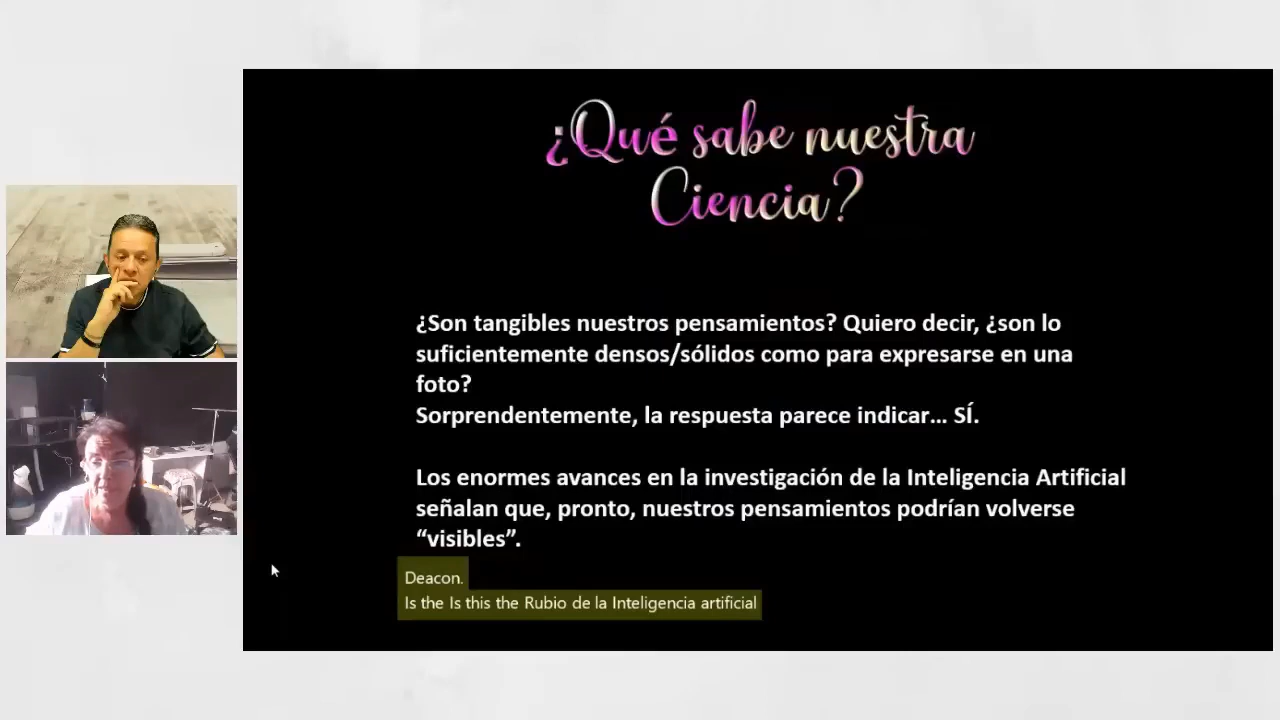 ¿Qué sabe nuestra
Ciencia?
¿Son tangibles nuestros pensamientos? Quiero decir, ¿son lo
suficientemente densos/sólidos como para expresarse en una
foto?
Sorprendentemente, la respuesta parece indicar... SÍ.
Los enormes avances en la investigación de la Inteligencia Artificial
señalan que, pronto, nuestros pensamientos podrían volverse
“visibles”.
Deacon.
Is the Is this the Rubio de la Inteligencia artificial